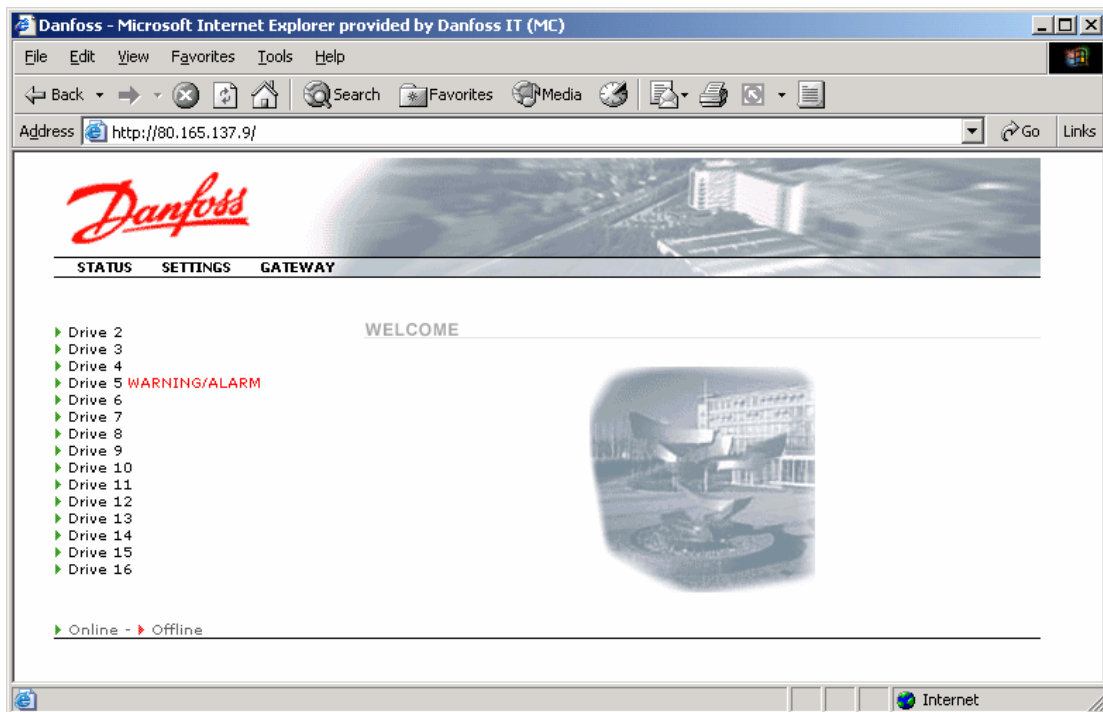 Danfoss - Microsoft Internet Explorer provided by Danfoss IT (MC)
File Edit View Favorites Tools Help
Back Search Favorites Media
Address http://80.165.137.9/ Go Links
Danfoss
STATUS SETTINGS GATEWAY
WELCOME
Drive 2
Drive 3
Drive 4
Drive 5 WARNING/ALARM
Drive 6
Drive 7
Drive 8
Drive 9
Drive 10
Drive 11
Drive 12
Drive 13
Drive 14
Drive 15
Drive 16
Online - Offline
Internet